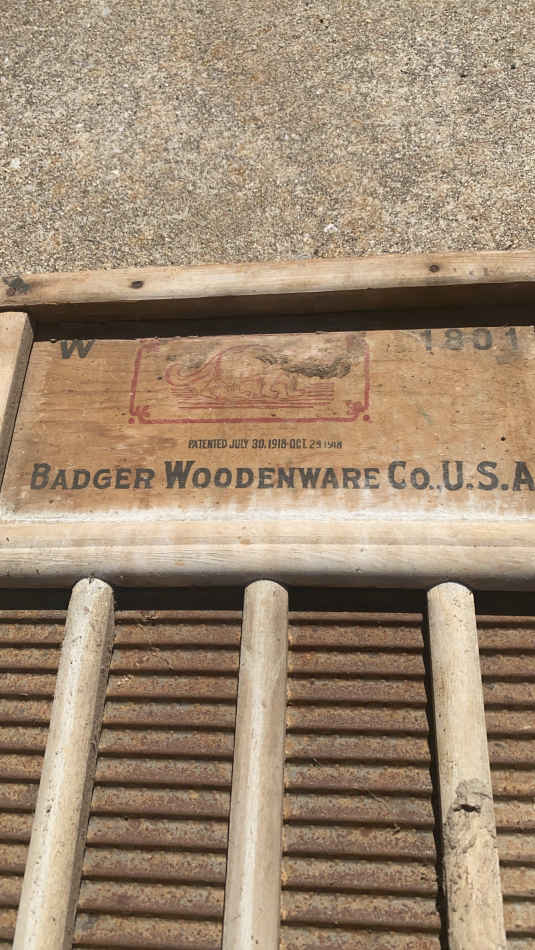 W 1801
PATENTED JULY 30, 1918-OCT. 29 1918
BADGER WOODENWARE CO., U.S.A